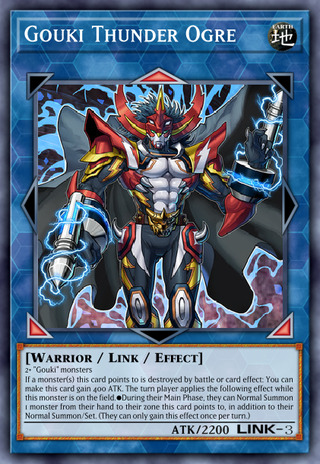 Gouki Thunder Ogre
EARTH
地
[Warrior / Link / Effect]
2+ "Gouki" monsters
If a monster(s) this card points to is destroyed by battle or card effect: You can
make this card gain 400 ATK. The turn player applies the following effect while
this monster is on the field.●During their Main Phase, they can Normal Summon
1 monster from their hand to their zone this card points to, in addition to their
Normal Summon/Set. (They can only gain this effect once per turn.)
ATK/2200 LINK-3